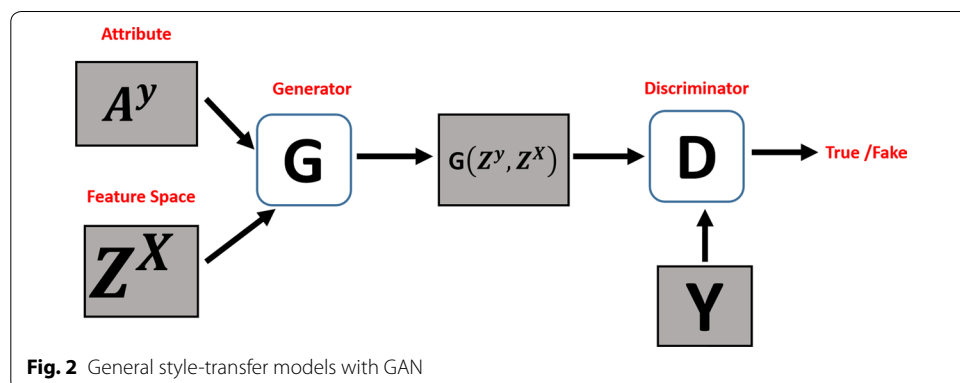 Attribute
A^y
Generator
G
Feature Space
Z^X
G(Z^y, Z^X)
Discriminator
D
True /Fake
Y
Fig. 2 General style-transfer models with GAN